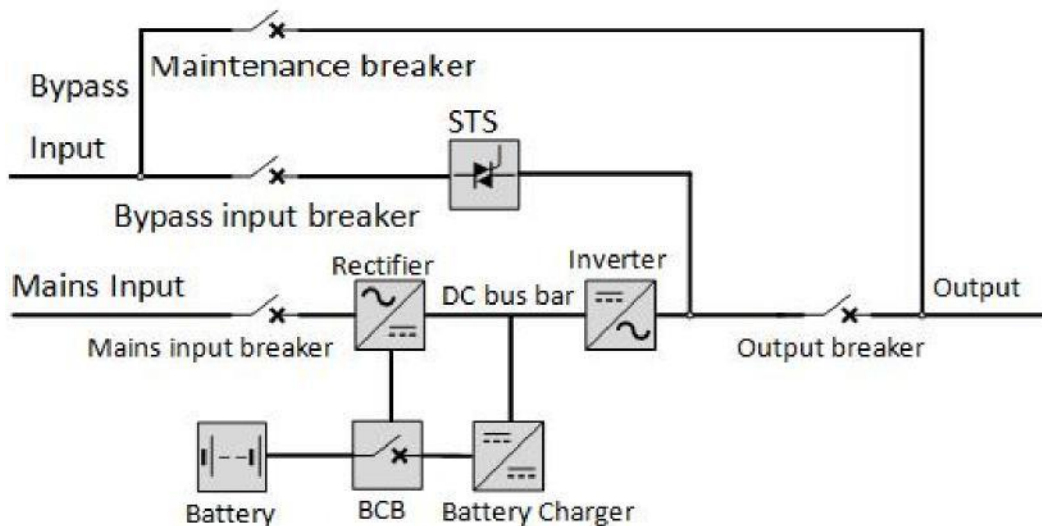 Maintenance breaker
Bypass
Input
STS
Bypass input breaker
Mains Input
Rectifier
DC bus bar
Inverter
Output
Mains input breaker
Output breaker
Battery
BCB
Battery Charger